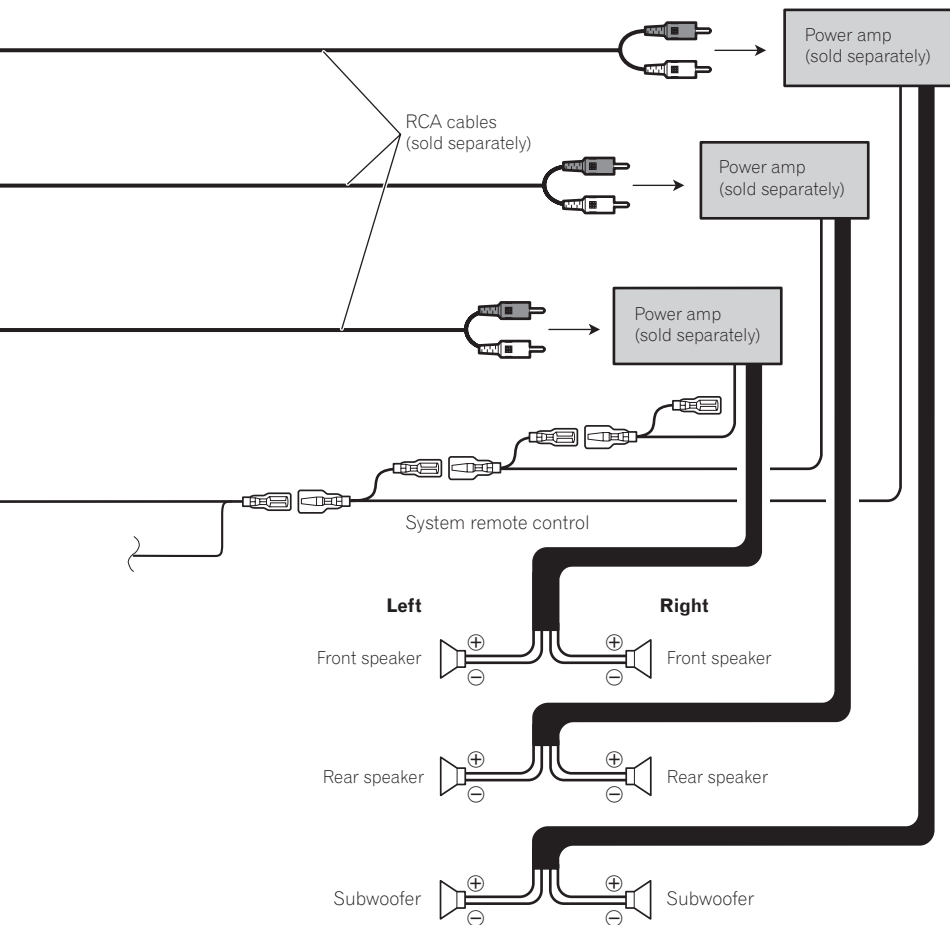 Power amp
(sold separately)
RCA cables
(sold separately)
Power amp
(sold separately)
Power amp
(sold separately)
System remote control
Left
Right
⊕ ⊕
Front speaker
Front speaker
⊖ ⊖
⊕ ⊕
Rear speaker
Rear speaker
⊖ ⊖
⊕ ⊕
Subwoofer
Subwoofer
⊖ ⊖